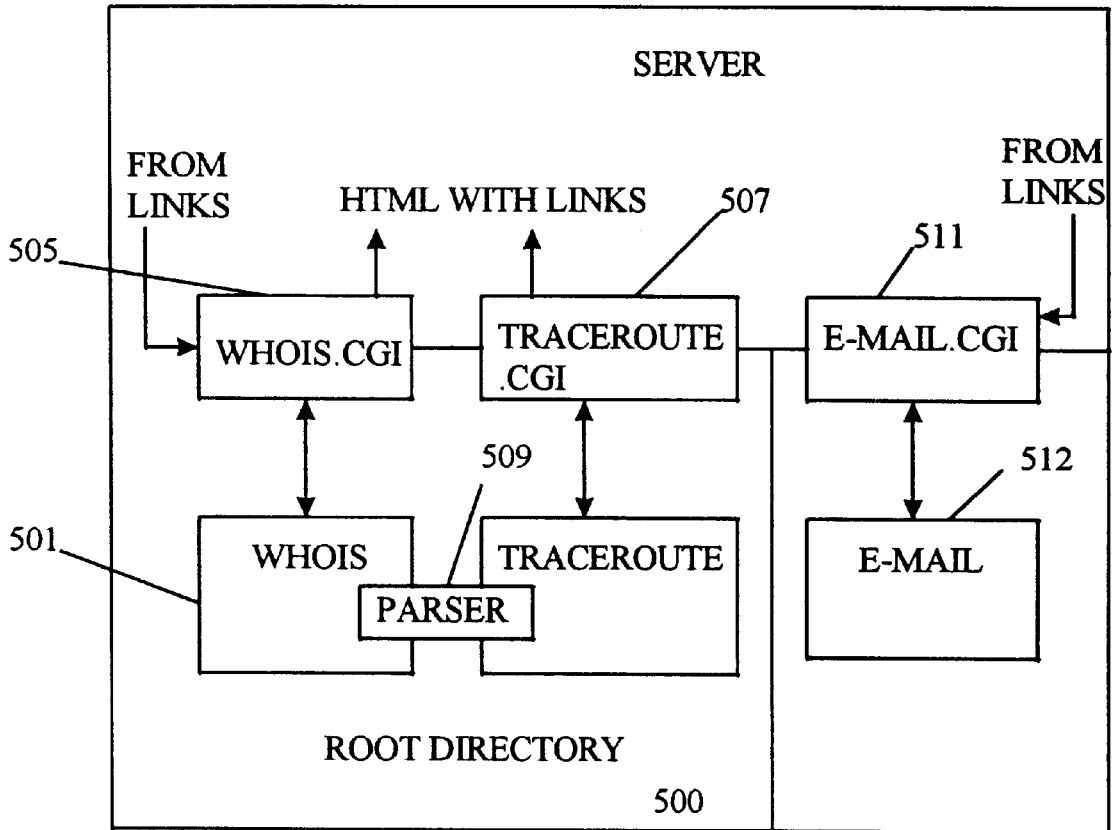 SERVER
FROM
LINKS
HTML WITH LINKS
507
FROM
LINKS
505
511
WHOIS.CGI
TRACEROUTE
.CGI
E-MAIL.CGI
509
512
501
WHOIS
TRACEROUTE
E-MAIL
PARSER
ROOT DIRECTORY
500